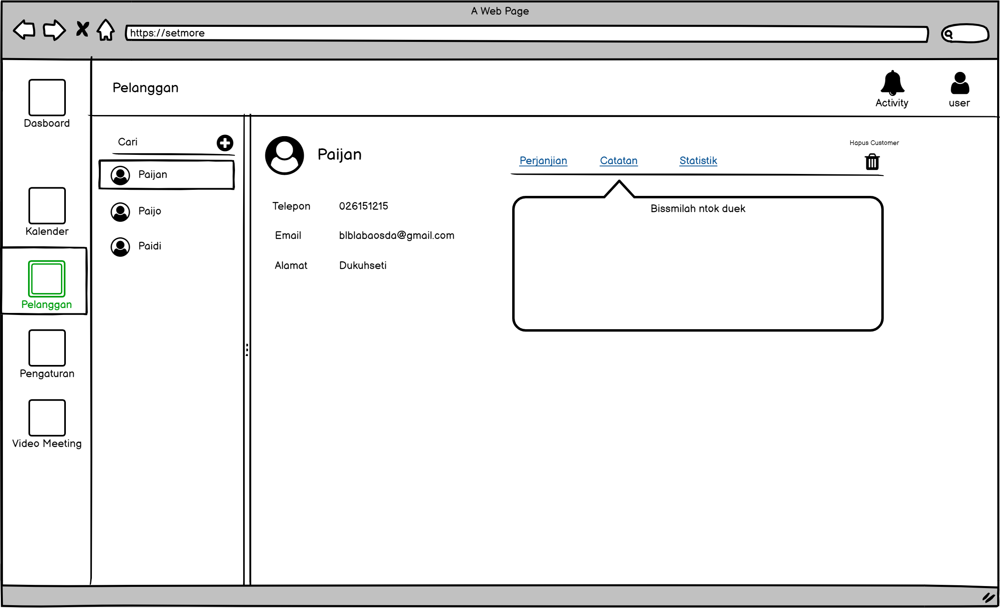 A Web Page
https://setmore
Pelanggan
Activity
user
Dasboard
Kalender
Pelanggan
Pengaturan
Video Meeting
Cari
Paijan
Paijo
Paidi
Paijan
Telepon 026151215
Email blblabaosda@gmail.com
Alamat Dukuhseti
Hapus Customer
Perjanjian Catatan Statistik
Bissmilah ntok duek